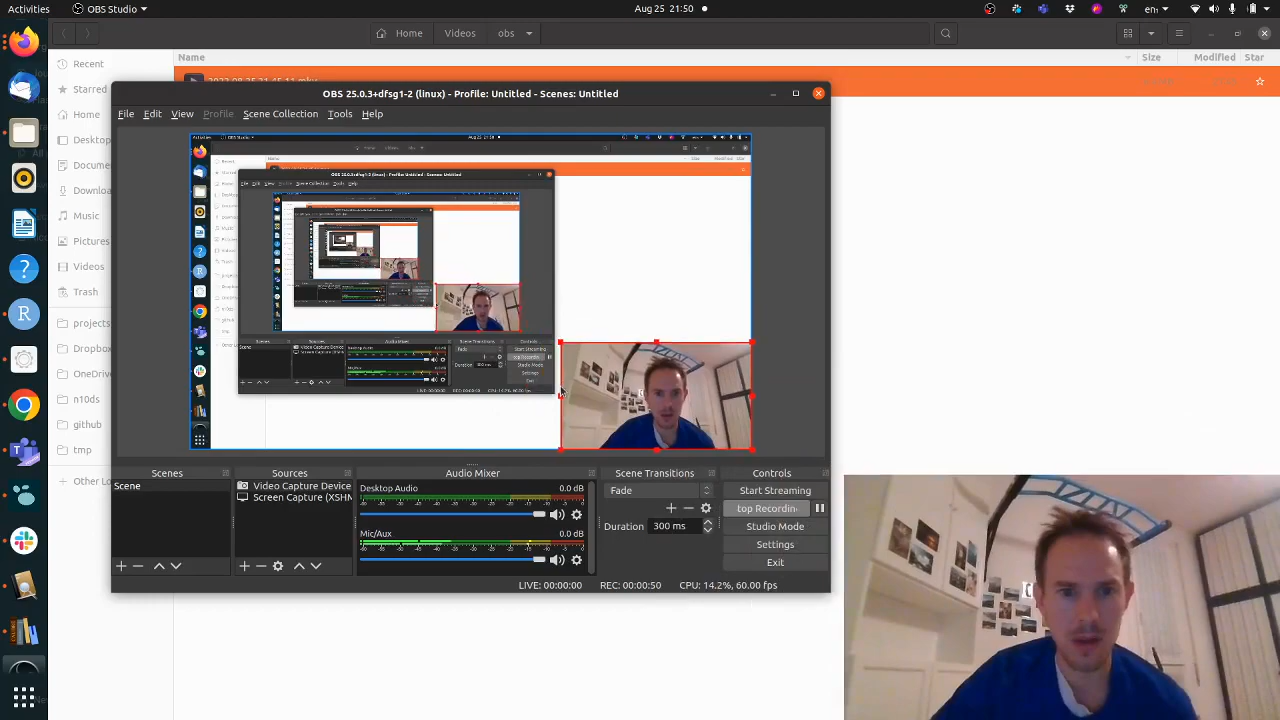 Activities
OBS Studio
Aug 25 21:50
en
Home
Videos
obs
Name
Size
Modified
Star
Recent
Starred
Home
Desktop
Docume
Downloa
Music
Pictures
Videos
Trash
projects
Dropbox
OneDrive
n10ds
github
tmp
Other Lo
OBS 25.0.3+dfsg1-2 (linux) - Profile: Untitled - Scenes: Untitled
File
Edit
View
Profile
Scene Collection
Tools
Help
Scenes
Scene
Sources
Video Capture Device
Screen Capture (XSHM
Audio Mixer
Desktop Audio
0.0 dB
Mic/Aux
0.0 dB
Scene Transitions
Fade
Duration
300 ms
Controls
Start Streaming
top Recordin
Studio Mode
Settings
Exit
LIVE: 00:00:00
REC: 00:00:50
CPU: 14.2%, 60.00 fps